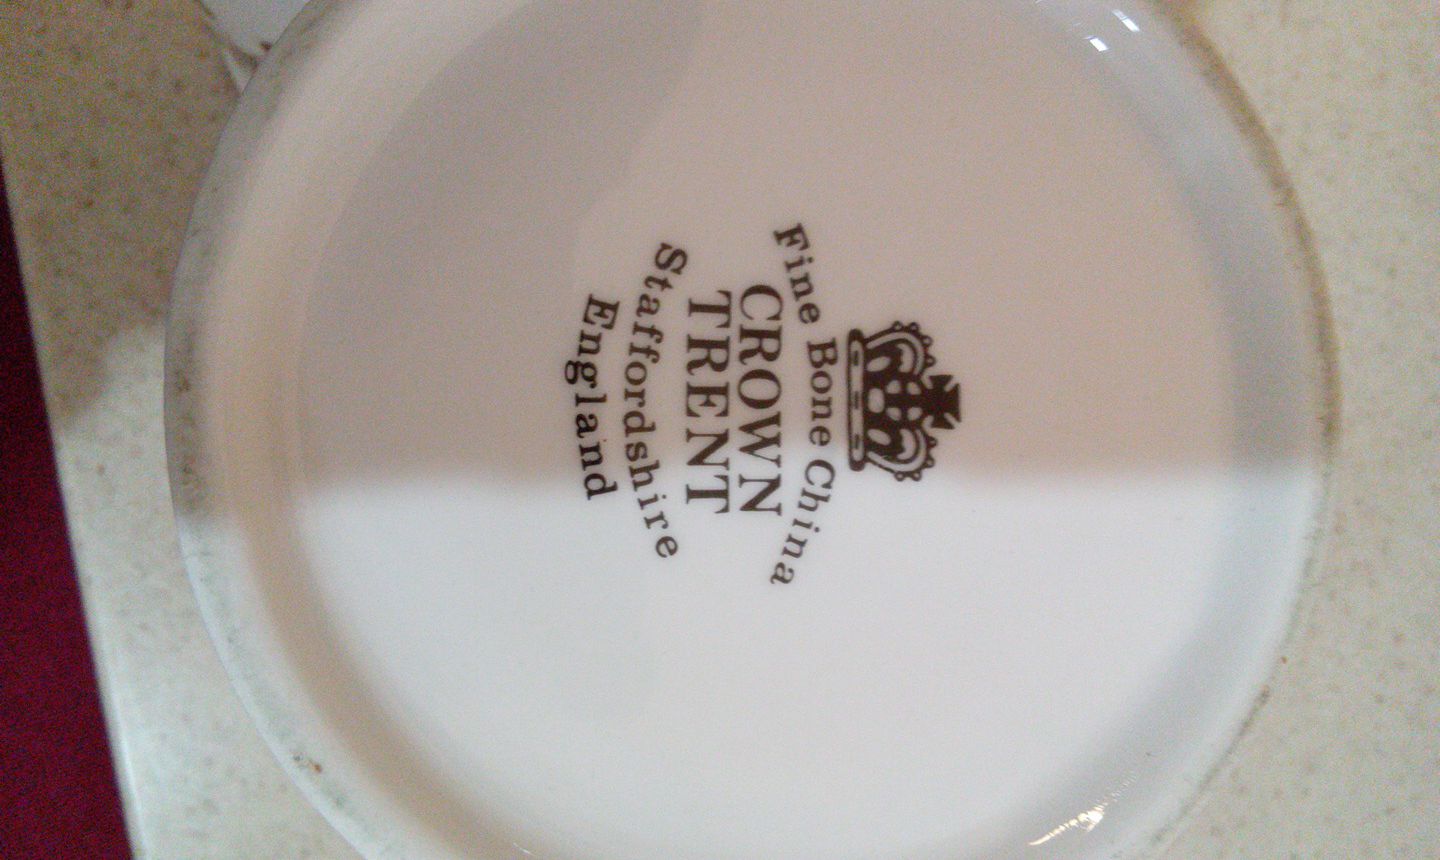 Fine Bone China
CROWN
TRENT
Staffordshire
England